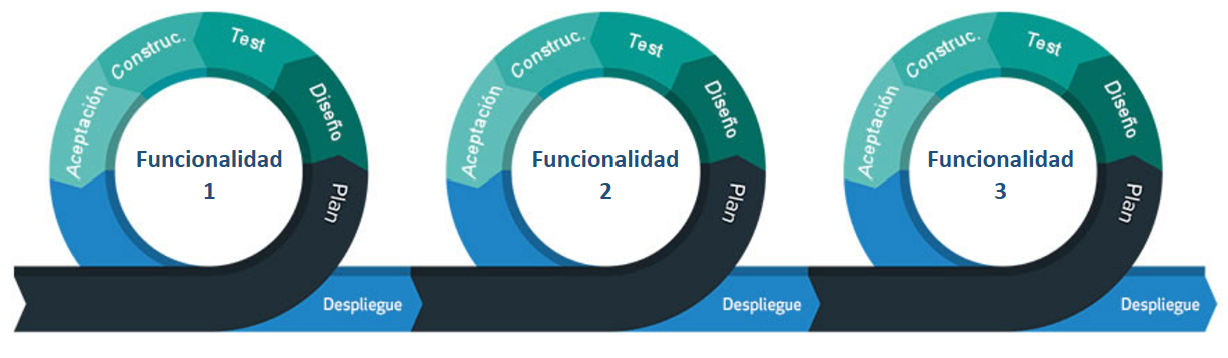 Aceptación
Construc.
Test
Diseño
Plan
Funcionalidad
1
Despliegue
Aceptación
Construc.
Test
Diseño
Plan
Funcionalidad
2
Despliegue
Aceptación
Construc.
Test
Diseño
Plan
Funcionalidad
3
Despliegue